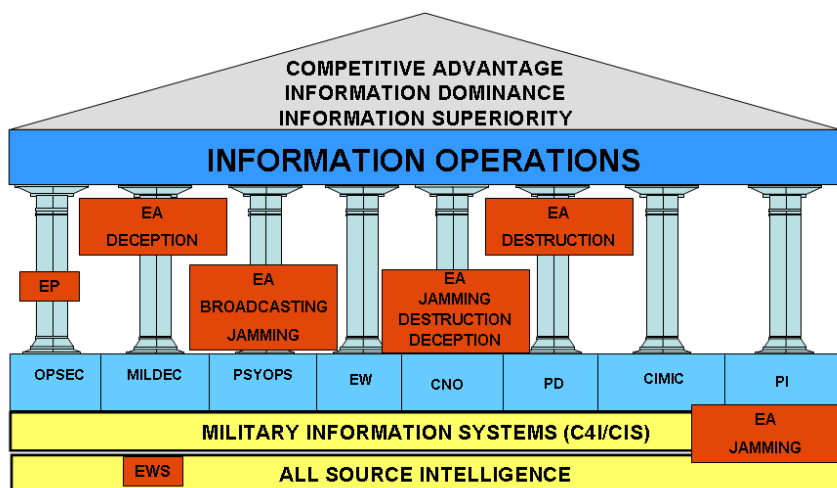 COMPETITIVE ADVANTAGE
INFORMATION DOMINANCE
INFORMATION SUPERIORITY
INFORMATION OPERATIONS
EA
DECEPTION
EA
DESTRUCTION
EP
EA
BROADCASTING
JAMMING
EA
JAMMING
DESTRUCTION
DECEPTION
OPSEC
MILDEC
PSYOPS
EW
CNO
PD
CIMIC
PI
MILITARY INFORMATION SYSTEMS (C4I/CIS)
EA
JAMMING
EWS
ALL SOURCE INTELLIGENCE